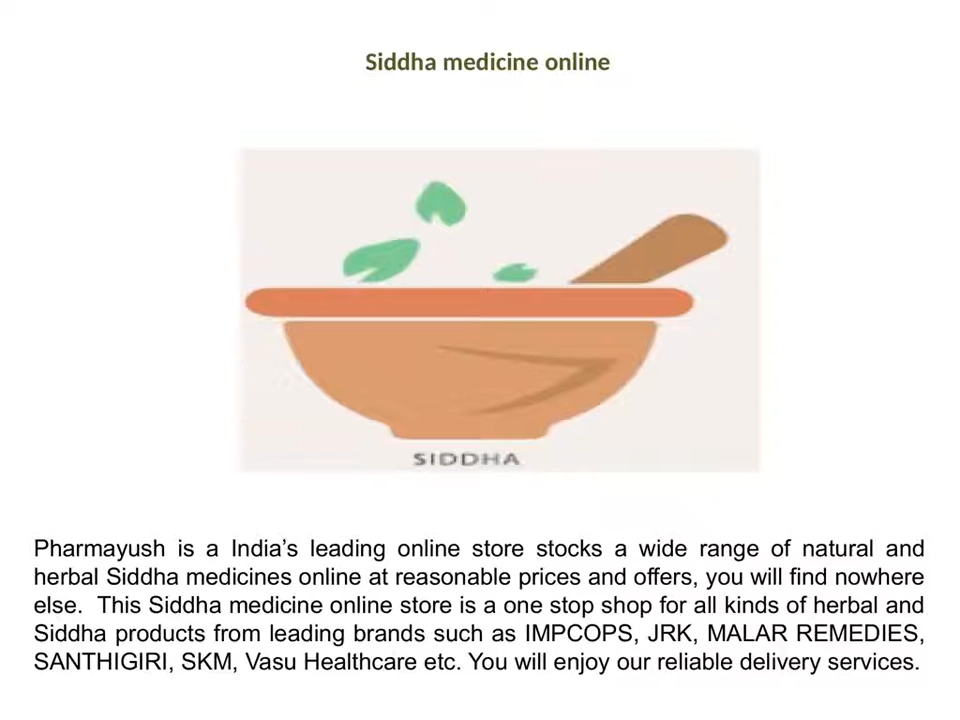 Siddha medicine online
SIDDHA
Pharmayush is a India’s leading online store stocks a wide range of natural and
herbal Siddha medicines online at reasonable prices and offers, you will find nowhere
else.  This Siddha medicine online store is a one stop shop for all kinds of herbal and
Siddha products from leading brands such as IMPCOPS, JRK, MALAR REMEDIES,
SANTHIGIRI, SKM, Vasu Healthcare etc. You will enjoy our reliable delivery services.